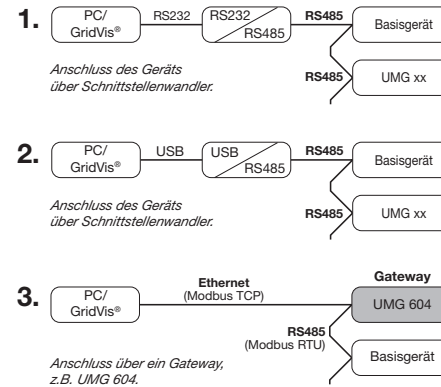 1.
PC/
GridVis®
RS232
RS232
RS485
RS485
Basisgerät
RS485
UMG xx
Anschluss des Geräts
über Schnittstellenwandler.
2.
PC/
GridVis®
USB
USB
RS485
RS485
Basisgerät
RS485
UMG xx
Anschluss des Geräts
über Schnittstellenwandler.
3.
PC/
GridVis®
Ethernet
(Modbus TCP)
Gateway
UMG 604
RS485
(Modbus RTU)
Basisgerät
Anschluss über ein Gateway,
z.B. UMG 604.